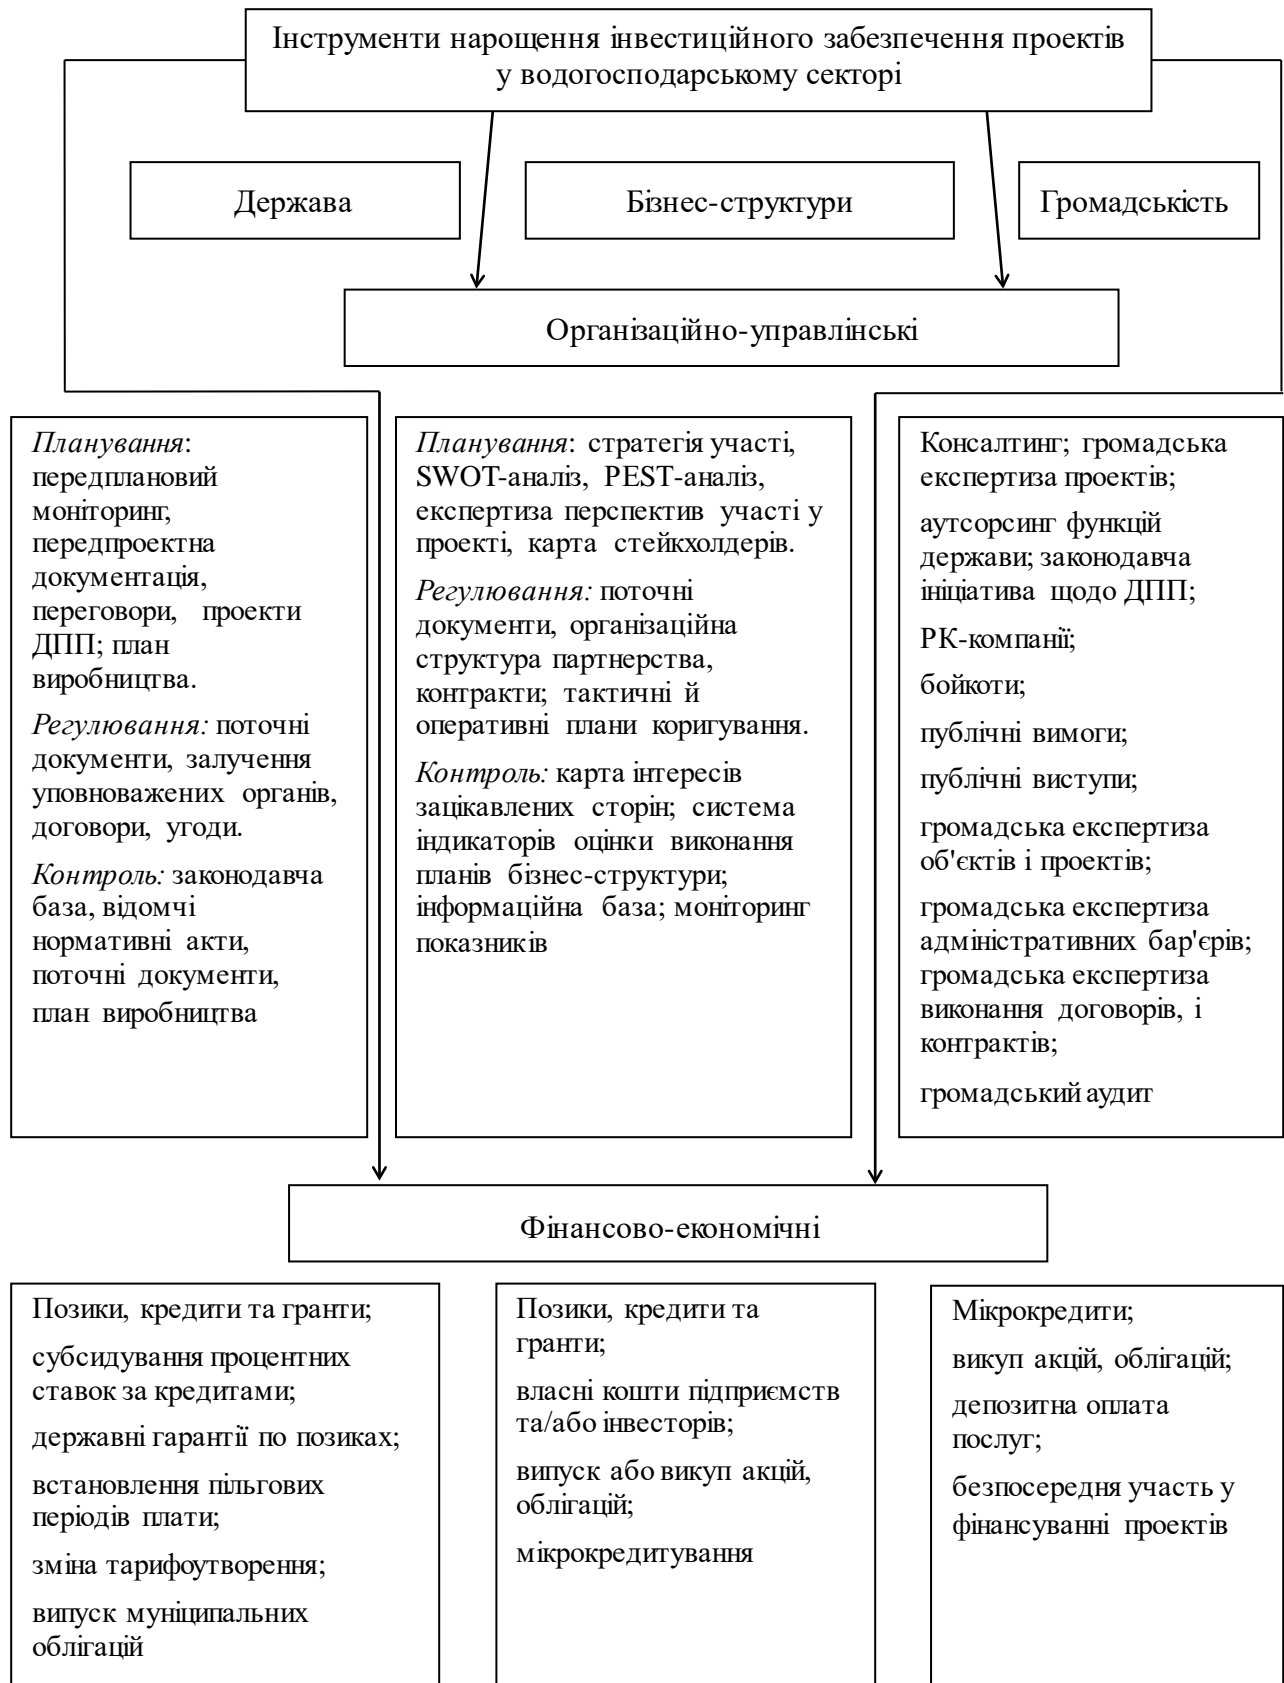 Інструменти нарощення інвестиційного забезпечення проектів
у водогосподарському секторі
Держава
Бізнес-структури
Громадськість
Організаційно-управлінські
Планування:
передплановий
моніторинг,
передпроектна
документація,
переговори, проекти
ДПП; план
виробництва.
Регулювання: поточні
документи, залучення
уповноважених органів,
договори, угоди.
Контроль: законодавча
база, відомчі
нормативні акти,
поточні документи,
план виробництва
Планування: стратегія участі,
SWOT-аналіз, PEST-аналіз,
експертиза перспектив участі у
проекті, карта стейкхолдерів.
Регулювання: поточні
документи, організаційна
структура партнерства,
контракти; тактичні й
оперативні плани коригування.
Контроль: карта інтересів
зацікавлених сторін; система
індикаторів оцінки виконання
планів бізнес-структури;
інформаційна база; моніторинг
показників
Консалтинг; громадська
експертиза проектів;
аутсорсинг функцій
держави; законодавча
ініціатива щодо ДПП;
РК-компанії;
бойкоти;
публічні вимоги;
публічні виступи;
громадська експертиза
об'єктів і проектів;
громадська експертиза
адміністративних бар'єрів;
громадська експертиза
виконання договорів, і
контрактів;
громадський аудит
Фінансово-економічні
Позики, кредити та гранти;
субсидування процентних
ставок за кредитами;
державні гарантії по позиках;
встановлення пільгових
періодів плати;
зміна тарифоутворення;
випуск муніципальних
облігацій
Позики, кредити та
гранти;
власні кошти підприємств
та/або інвесторів;
випуск або викуп акцій,
облігацій;
мікрокредитування
Мікрокредити;
викуп акцій, облігацій;
депозитна оплата
послуг;
безпосередня участь у
фінансуванні проектів